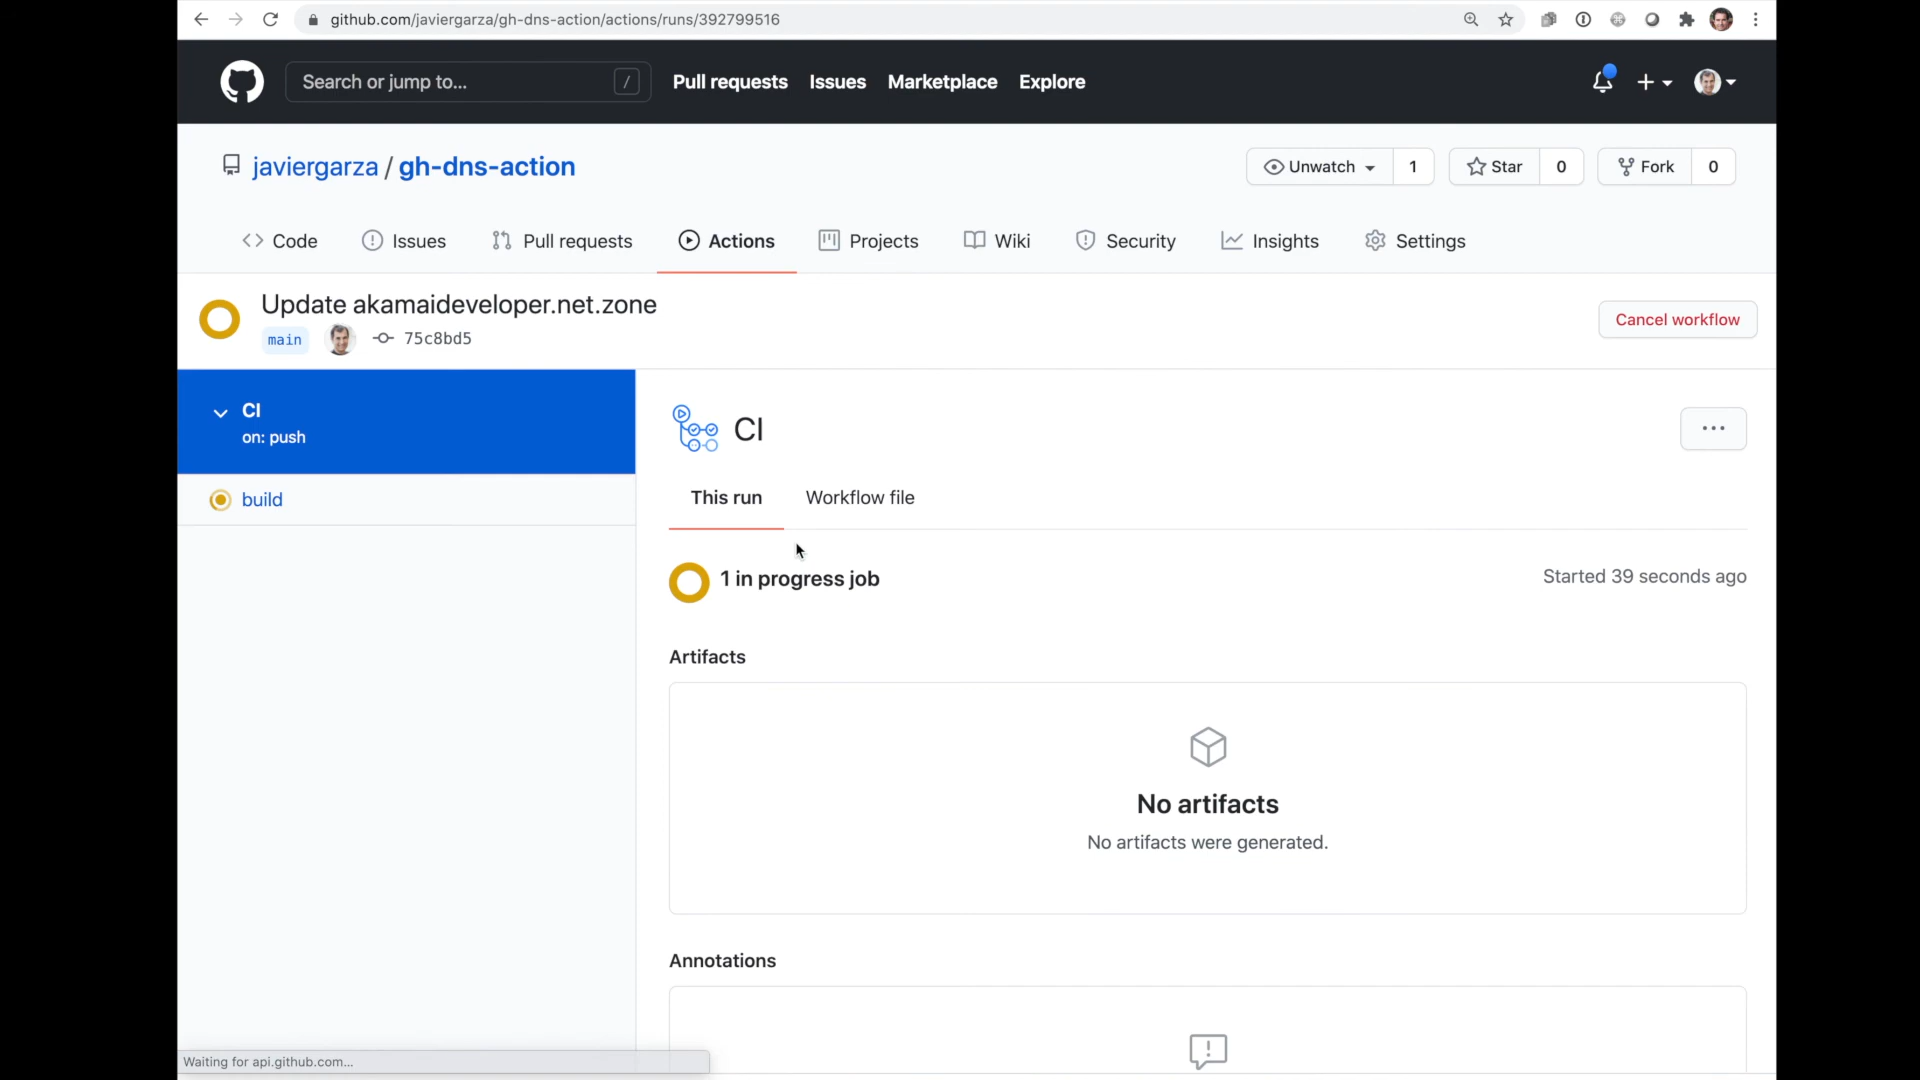 github.com/javiergarza/gh-dns-action/actions/runs/392799516
Search or jump to... /
Pull requests Issues Marketplace Explore
javiergarza / gh-dns-action
Unwatch 1 Star 0 Fork 0
Code Issues Pull requests Actions Projects Wiki Security Insights Settings
Update akamaideveloper.net.zone
main 75c8bd5
Cancel workflow
CI
on: push
build
CI
...
This run Workflow file
1 in progress job
Started 39 seconds ago
Artifacts
No artifacts
No artifacts were generated.
Annotations
Waiting for api.github.com...